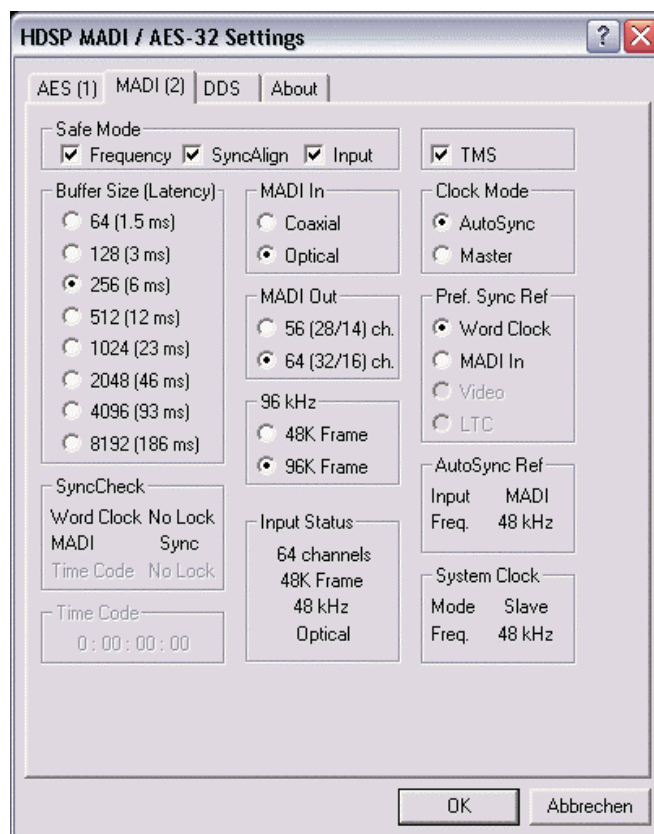 HDSP MADI / AES-32 Settings
AES (1) MADI (2) DDS About
Safe Mode
Frequency SyncAlign Input
TMS
Buffer Size (Latency)
64 (1.5 ms)
128 (3 ms)
256 (6 ms)
512 (12 ms)
1024 (23 ms)
2048 (46 ms)
4096 (93 ms)
8192 (186 ms)
SyncCheck
Word Clock No Lock
MADI Sync
Time Code No Lock
Time Code
0 : 00 : 00 : 00
MADI In
Coaxial
Optical
MADI Out
56 (28/14) ch.
64 (32/16) ch.
96 kHz
48K Frame
96K Frame
Input Status
64 channels
48K Frame
48 kHz
Optical
Clock Mode
AutoSync
Master
Pref. Sync Ref
Word Clock
MADI In
Video
LTC
AutoSync Ref
Input MADI
Freq. 48 kHz
System Clock
Mode Slave
Freq. 48 kHz
OK Abbrechen